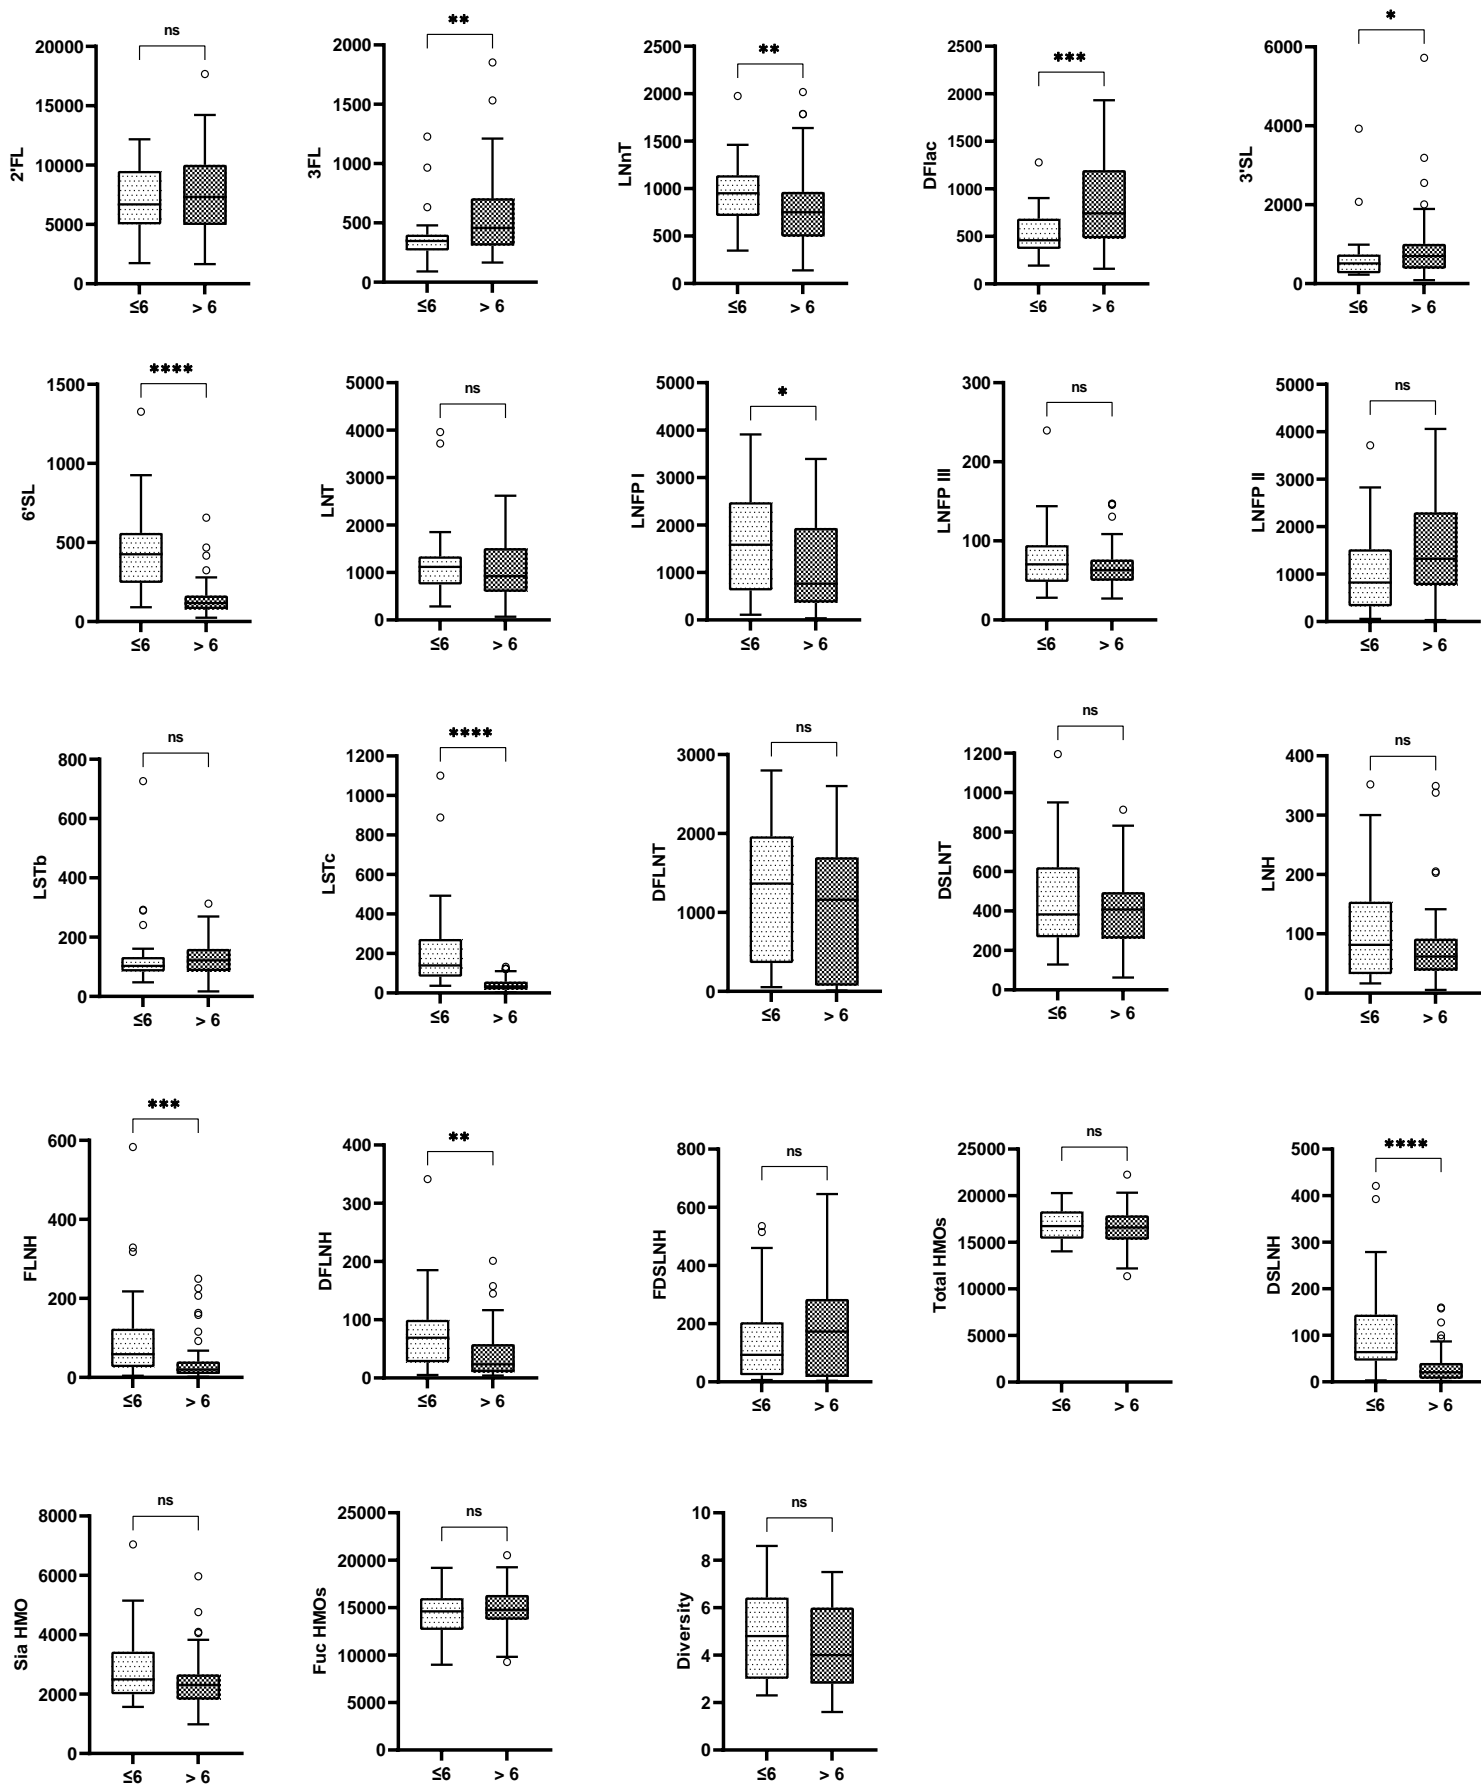 ns
20000
15000
10000
5000
0
2'FL
≤6 > 6
**
2000
1500
1000
500
0
3FL
≤6 > 6
**
2500
2000
1500
1000
500
0
LNnT
≤6 > 6
***
2500
2000
1500
1000
500
0
DFlac
≤6 > 6
*
6000
4000
2000
0
3'SL
≤6 > 6
****
1500
1000
500
0
6'SL
≤6 > 6
ns
5000
4000
3000
2000
1000
0
LNT
≤6 > 6
*
5000
4000
3000
2000
1000
0
LNFP I
≤6 > 6
ns
300
200
100
0
LNFP III
≤6 > 6
ns
5000
4000
3000
2000
1000
0
LNFP II
≤6 > 6
ns
800
600
400
200
0
LSTb
≤6 > 6
****
1200
1000
800
600
400
200
0
LSTc
≤6 > 6
ns
3000
2000
1000
0
DFLNT
≤6 > 6
ns
1200
1000
800
600
400
200
0
DSLNT
≤6 > 6
ns
400
300
200
100
0
LNH
≤6 > 6
***
600
400
200
0
FLNH
≤6 > 6
**
400
300
200
100
0
DFLNH
≤6 > 6
ns
800
600
400
200
0
FDSLNH
≤6 > 6
ns
25000
20000
15000
10000
5000
0
Total HMOs
≤6 > 6
****
500
400
300
200
100
0
DSLNH
≤6 > 6
ns
8000
6000
4000
2000
0
Sia HMO
≤6 > 6
ns
25000
20000
15000
10000
5000
0
Fuc HMOs
≤6 > 6
ns
10
8
6
4
2
0
Diversity
≤6 > 6